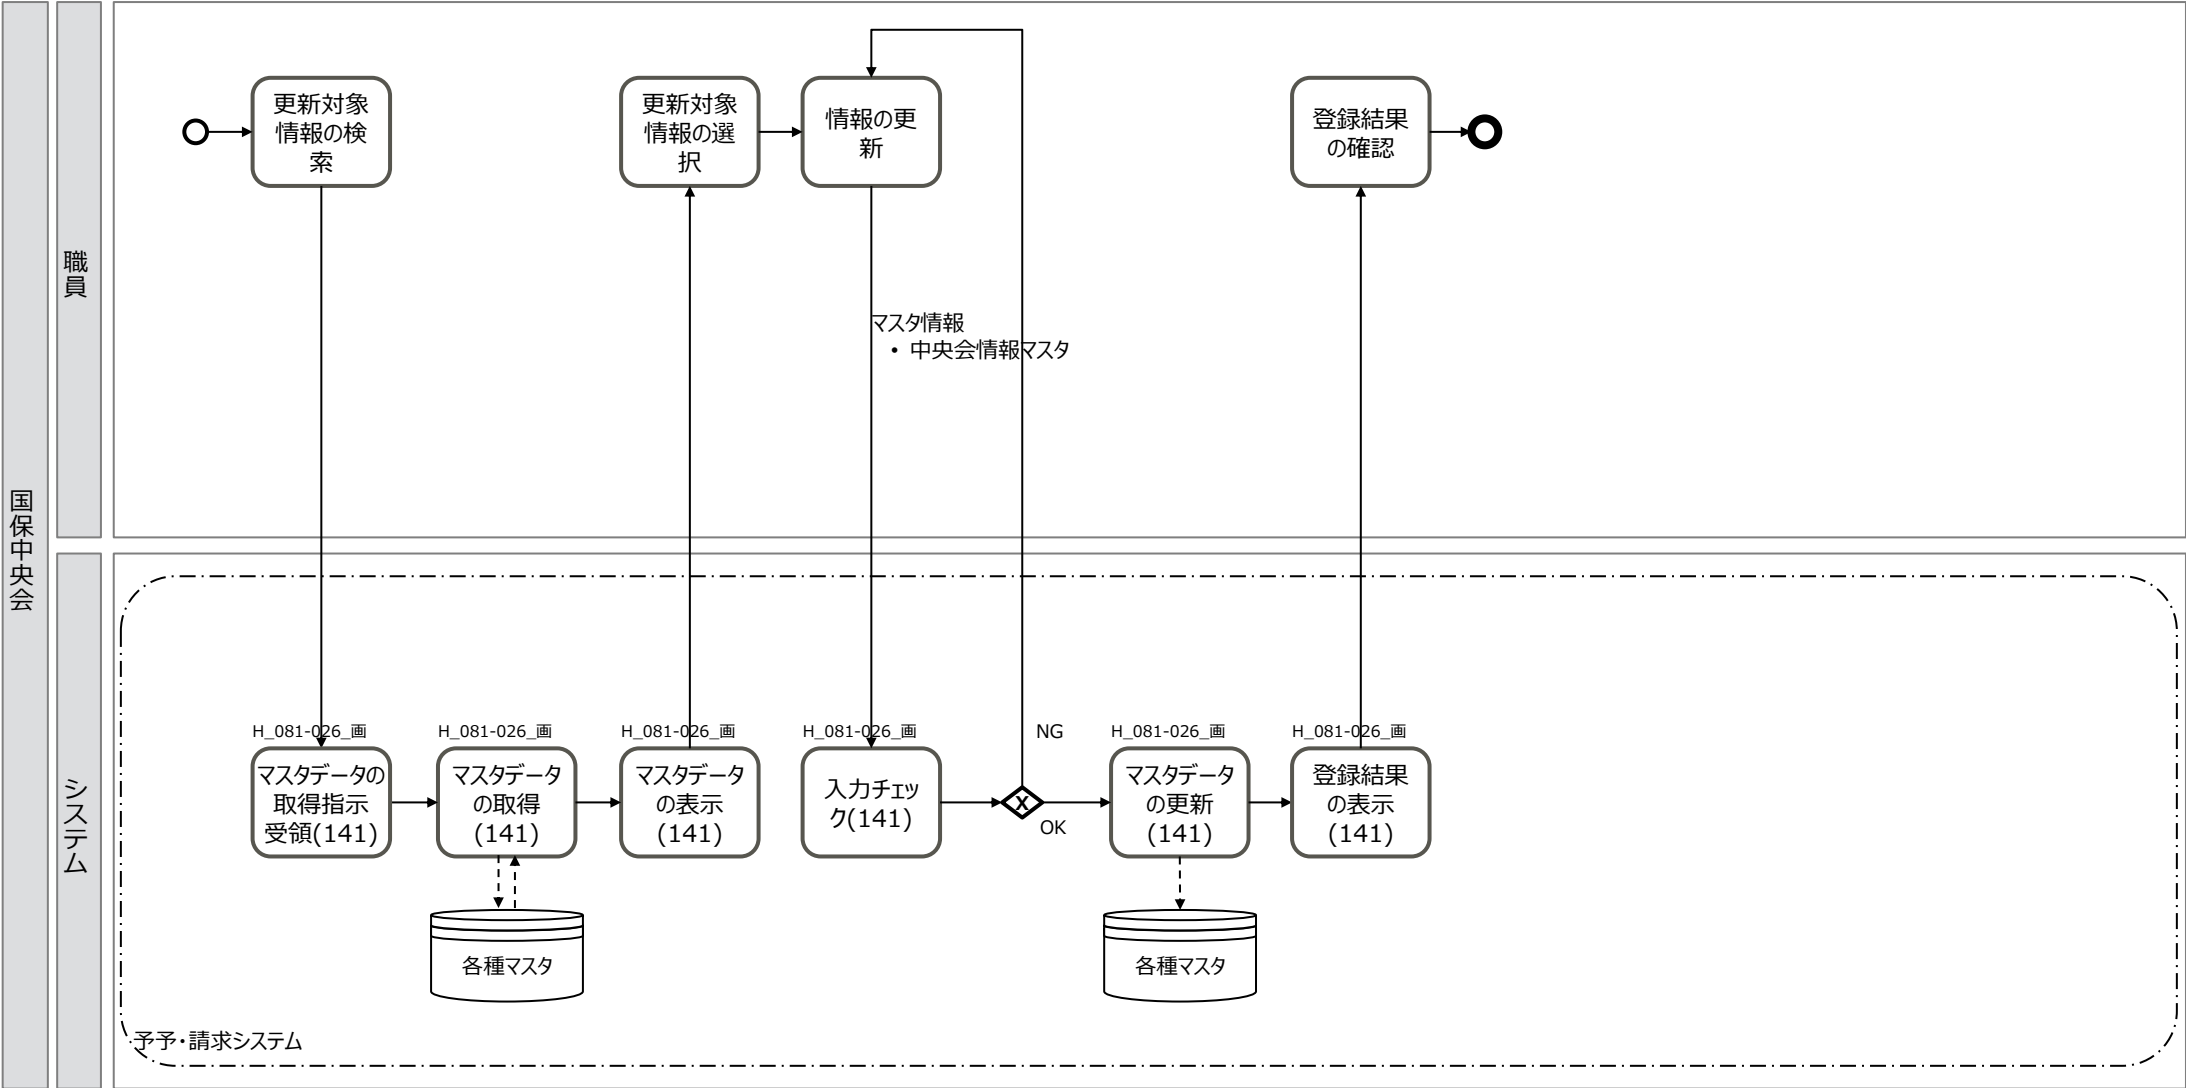 国保中央会
職員
更新対象
情報の検
索
更新対象
情報の選
択
情報の更
新
登録結果
の確認
マスタ情報
• 中央会情報マスタ
システム
H_081-026_画
H_081-026_画
H_081-026_画
H_081-026_画
NG
H_081-026_画
H_081-026_画
マスタデータの
取得指示
受領(141)
マスタデータ
の取得
(141)
マスタデータ
の表示
(141)
入力チェッ
ク(141)
X
OK
マスタデータ
の更新
(141)
登録結果
の表示
(141)
各種マスタ
各種マスタ
予予・請求システム